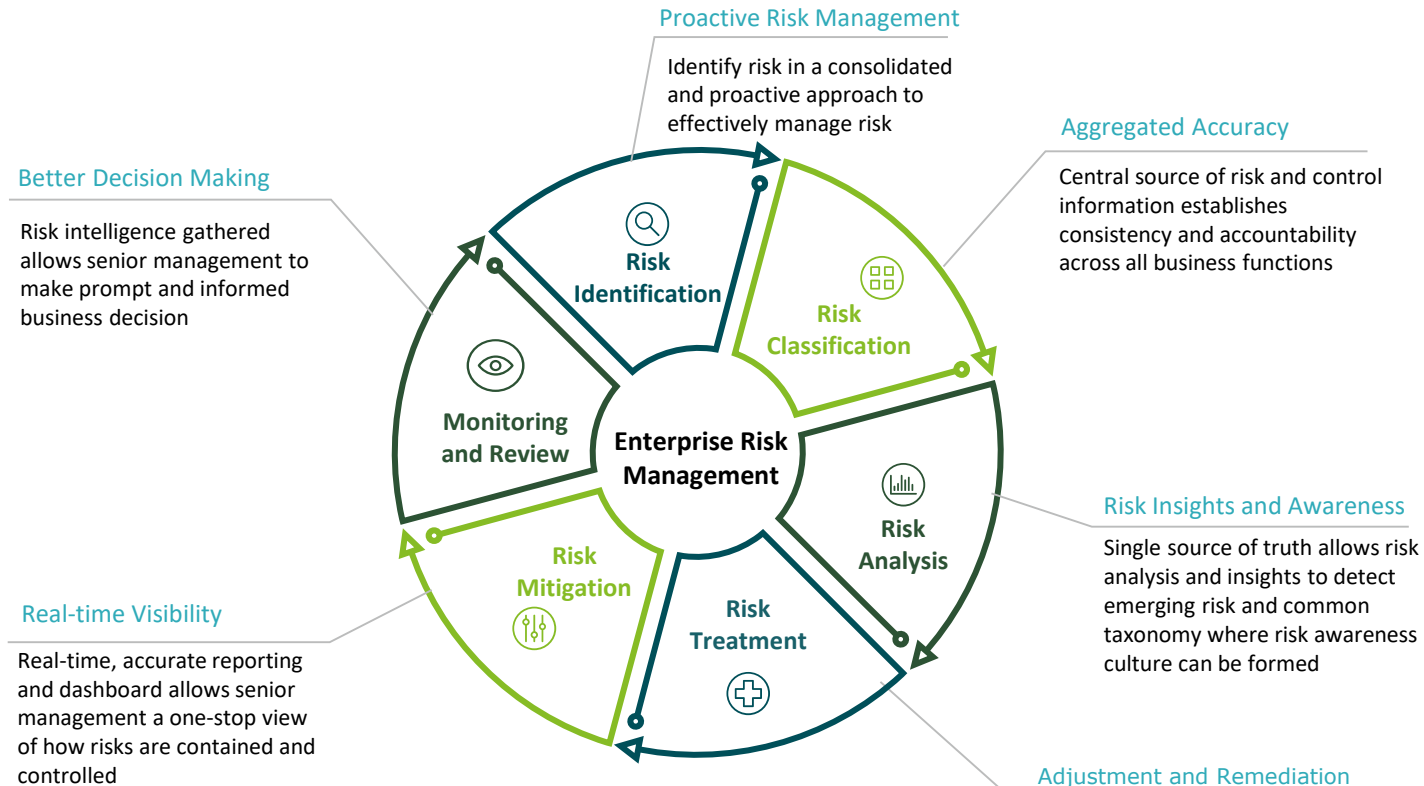 Proactive Risk Management
Identify risk in a consolidated
and proactive approach to
effectively manage risk
Aggregated Accuracy
Central source of risk and control
information establishes
consistency and accountability
across all business functions
Better Decision Making
Risk intelligence gathered
allows senior management to
make prompt and informed
business decision
Risk
Identification
Risk
Classification
Monitoring
and Review
Enterprise Risk
Management
Risk
Analysis
Risk Insights and Awareness
Single source of truth allows risk
analysis and insights to detect
emerging risk and common
taxonomy where risk awareness
culture can be formed
Risk
Mitigation
Risk
Treatment
Real-time Visibility
Real-time, accurate reporting
and dashboard allows senior
management a one-stop view
of how risks are contained and
controlled
Adjustment and Remediation